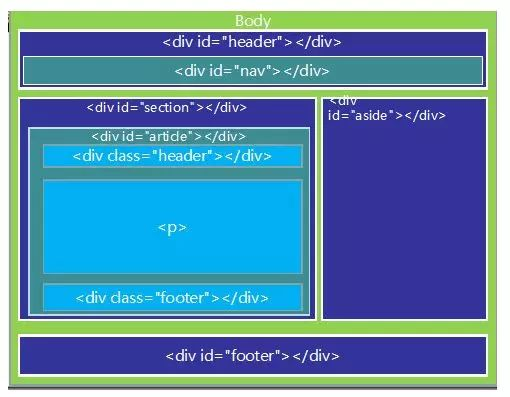 Body
<div id="header"></div>
<div id="nav"></div>
<div id="section"></div>
<div id="article"></div>
<div class="header"></div>
<p>
<div class="footer"></div>
<div
id="aside"></div>
<div id="footer"></div>